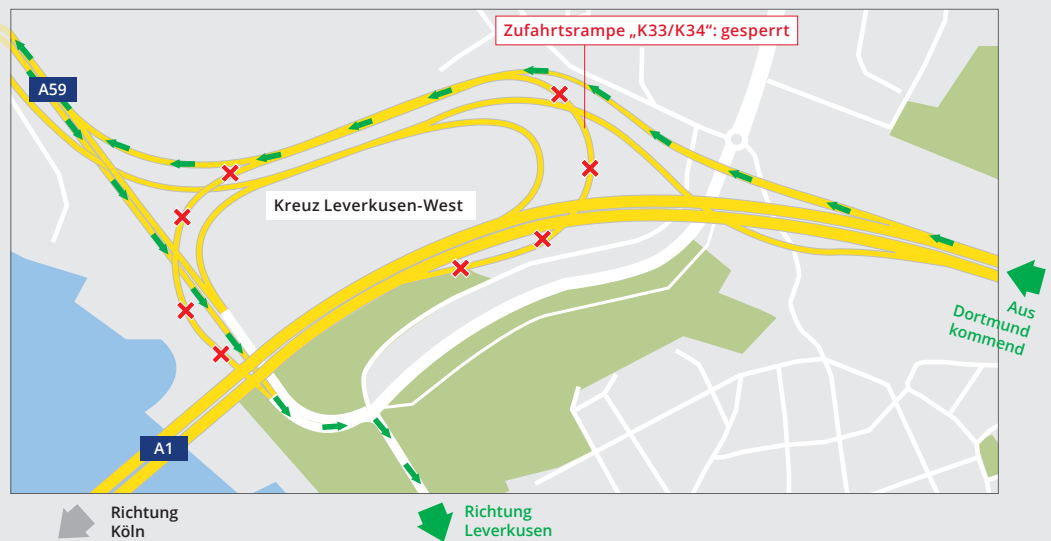 Zufahrtsrampe „K33/K34“: gesperrt
A59
Kreuz Leverkusen-West
Aus
Dortmund
kommend
A1
Richtung
Köln
Richtung
Leverkusen